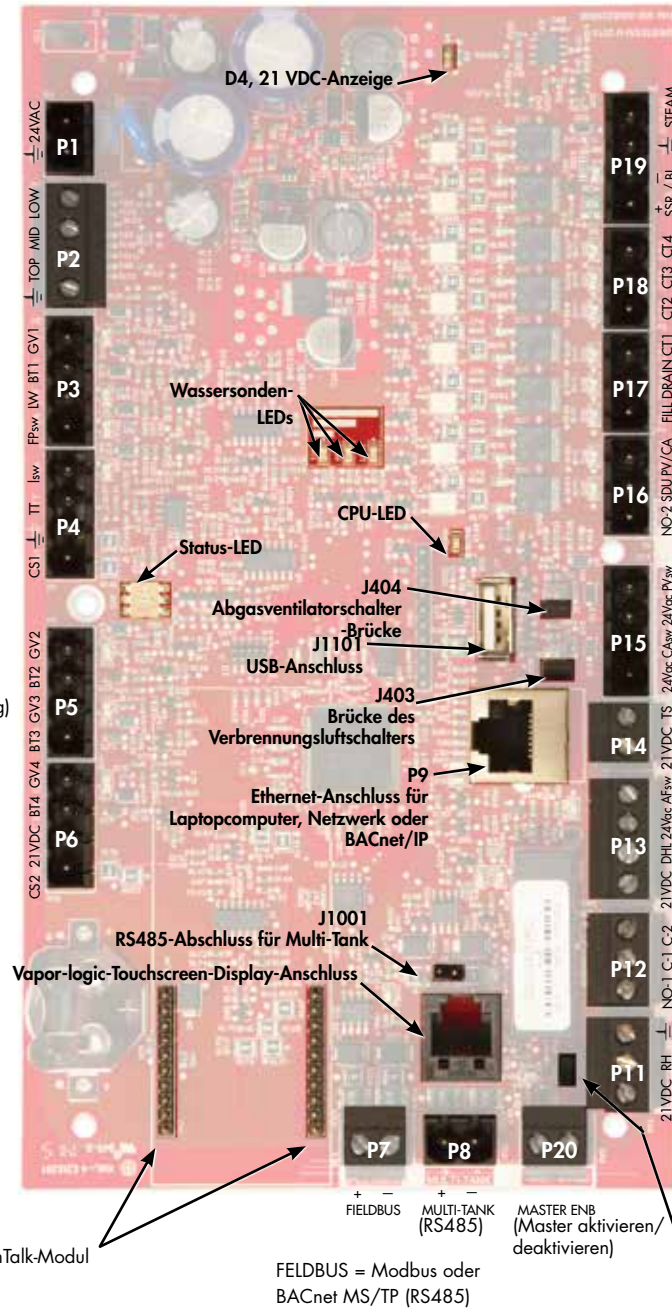 D4, 21 VDC-Anzeige
24VAC
P1
TOP MID LOW
P2
FPsw LW BT1 GV1
P3
CS1 TT Isw
P4
Wassersonden-
LEDs
CPU-LED
Status-LED
J404
Abgasventilatorschalter
-Brücke
J1101
USB-Anschluss
J403
Brücke des
Verbrennungsluftschalters
P9
Ethernet-Anschluss für
Laptopcomputer, Netzwerk oder
BACnet/IP
BT3 GV3 BT2 GV2
P5
g)
CS2 21VDC BT4 GV4
P6
J1001
RS485-Abschluss für Multi-Tank
Vapor-logic-Touchscreen-Display-Anschluss
+ SSR / BL − STEAM
P19
CT2 CT3 CT4
P18
FILL DRAIN CT1
P17
NO-2 SDU PV/CA
P16
24Vac CAsw 24Vac PVsw
P15
21VDC TS
P14
21VDC DHL 24Vac AFsw
P13
NO-1 C-1 C-2
P12
21VDC RH
P11
P7
P8
P20
+ −
FIELDBUS
+ −
MULTI-TANK
(RS485)
MASTER ENB
(Master aktivieren/
deaktivieren)
nTalk-Modul
FELDBUS = Modbus oder
BACnet MS/TP (RS485)